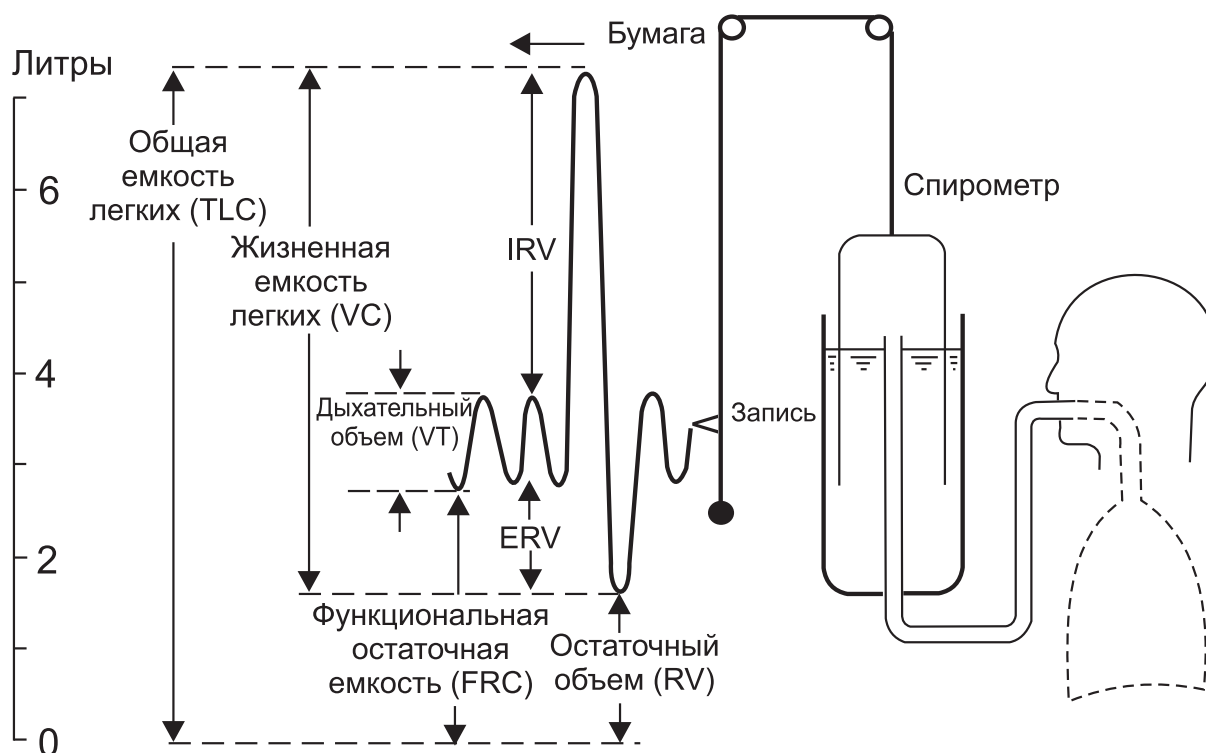 Бумага
Литры
Общая
емкость
легких (TLC)
6
Спирометр
Жизненная
емкость
легких (VC)
IRV
4
Дыхательный
объем (VT)
Запись
ERV
2
Функциональная
остаточная
емкость (FRC)
Остаточный
объем (RV)
0